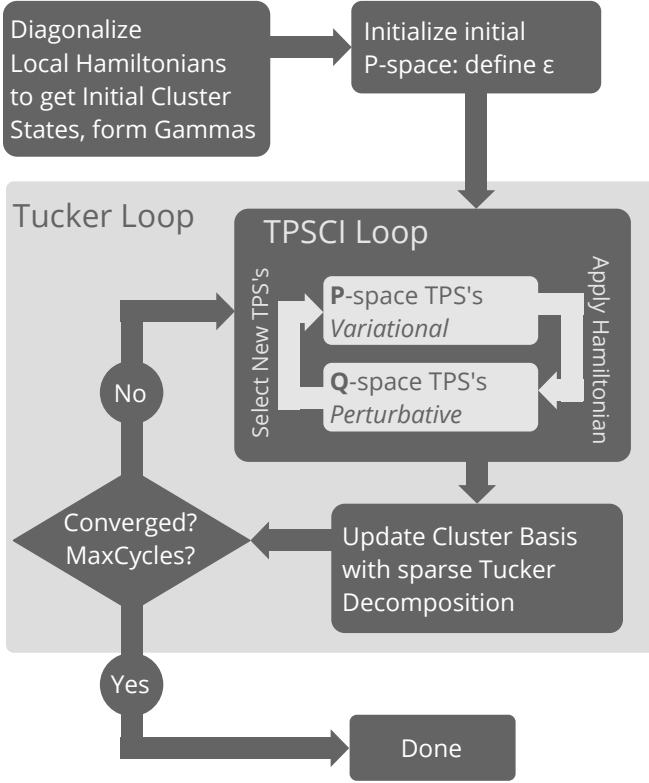 Diagonalize
Local Hamiltonians
to get Initial Cluster
States, form Gammas
Initialize initial
P-space: define ε
Tucker Loop
TPSCI Loop
Select New TPS's
P-space TPS's
Variational
Q-space TPS's
Perturbative
Apply Hamiltonian
No
Converged?
MaxCycles?
Update Cluster Basis
with sparse Tucker
Decomposition
Yes
Done